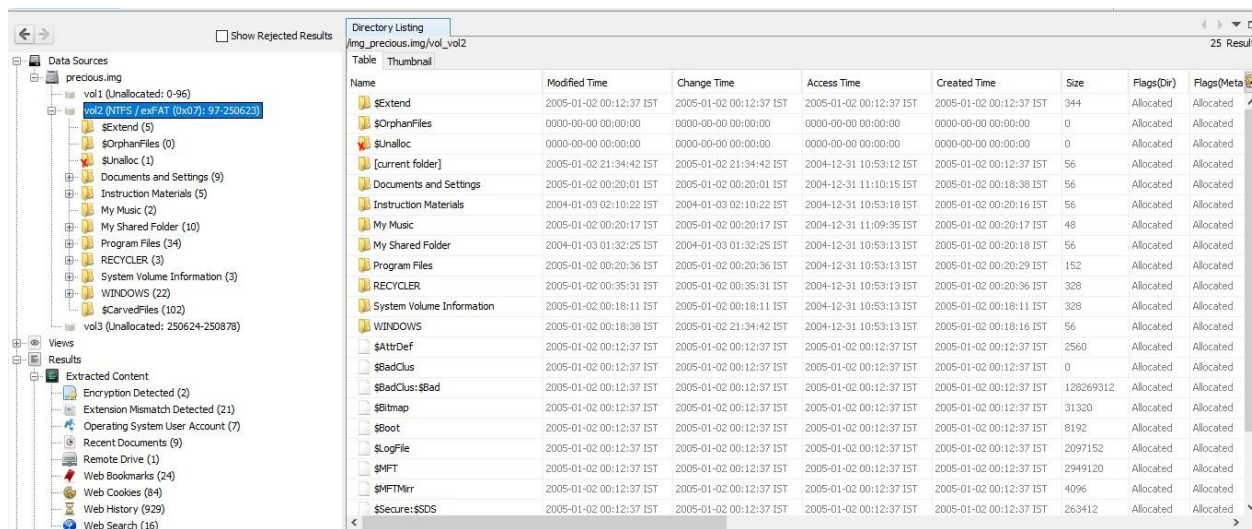 Show Rejected Results
Data Sources
precious.img
vol1 (Unallocated: 0-96)
vol2 (NTFS / exFAT (0x07): 97-250623)
$Extend (5)
$OrphanFiles (0)
$Unalloc (1)
Documents and Settings (9)
Instruction Materials (5)
My Music (2)
My Shared Folder (10)
Program Files (34)
RECYCLER (3)
System Volume Information (3)
WINDOWS (22)
$CarvedFiles (102)
vol3 (Unallocated: 250624-250878)
Views
Results
Extracted Content
Encryption Detected (2)
Extension Mismatch Detected (21)
Operating System User Account (7)
Recent Documents (9)
Remote Drive (1)
Web Bookmarks (24)
Web Cookies (84)
Web History (929)
Web Search (16)
Directory Listing
/img_precious.img/vol_vol2 25 Result
Table Thumbnail
Name Modified Time Change Time Access Time Created Time Size Flags(Dir) Flags(Meta
$Extend 2005-01-02 00:12:37 IST 2005-01-02 00:12:37 IST 2005-01-02 00:12:37 IST 2005-01-02 00:12:37 IST 344 Allocated Allocated
$OrphanFiles 0000-00-00 00:00:00 0000-00-00 00:00:00 0000-00-00 00:00:00 0000-00-00 00:00:00 0 Allocated Allocated
$Unalloc 0000-00-00 00:00:00 0000-00-00 00:00:00 0000-00-00 00:00:00 0000-00-00 00:00:00 0 Allocated Allocated
[current folder] 2005-01-02 21:34:42 IST 2005-01-02 21:34:42 IST 2004-12-31 10:53:12 IST 2005-01-02 00:12:37 IST 56 Allocated Allocated
Documents and Settings 2005-01-02 00:20:01 IST 2005-01-02 00:20:01 IST 2004-12-31 11:10:15 IST 2005-01-02 00:18:38 IST 56 Allocated Allocated
Instruction Materials 2004-01-03 02:10:22 IST 2004-01-03 02:10:22 IST 2004-12-31 10:53:18 IST 2005-01-02 00:20:16 IST 56 Allocated Allocated
My Music 2005-01-02 00:20:17 IST 2005-01-02 00:20:17 IST 2004-12-31 11:09:35 IST 2005-01-02 00:20:17 IST 48 Allocated Allocated
My Shared Folder 2004-01-03 01:32:25 IST 2004-01-03 01:32:25 IST 2004-12-31 10:53:13 IST 2005-01-02 00:20:18 IST 56 Allocated Allocated
Program Files 2005-01-02 00:20:36 IST 2005-01-02 00:20:36 IST 2004-12-31 10:53:13 IST 2005-01-02 00:20:29 IST 152 Allocated Allocated
RECYCLER 2005-01-02 00:35:31 IST 2005-01-02 00:35:31 IST 2004-12-31 10:53:13 IST 2005-01-02 00:20:36 IST 328 Allocated Allocated
System Volume Information 2005-01-02 00:18:11 IST 2005-01-02 00:18:11 IST 2004-12-31 10:53:13 IST 2005-01-02 00:18:11 IST 328 Allocated Allocated
WINDOWS 2005-01-02 00:18:38 IST 2005-01-02 21:34:42 IST 2004-12-31 10:53:13 IST 2005-01-02 00:18:16 IST 56 Allocated Allocated
$AttrDef 2005-01-02 00:12:37 IST 2005-01-02 00:12:37 IST 2005-01-02 00:12:37 IST 2005-01-02 00:12:37 IST 2560 Allocated Allocated
$BadClus 2005-01-02 00:12:37 IST 2005-01-02 00:12:37 IST 2005-01-02 00:12:37 IST 2005-01-02 00:12:37 IST 0 Allocated Allocated
$BadClus:$Bad 2005-01-02 00:12:37 IST 2005-01-02 00:12:37 IST 2005-01-02 00:12:37 IST 2005-01-02 00:12:37 IST 128269312 Allocated Allocated
$Bitmap 2005-01-02 00:12:37 IST 2005-01-02 00:12:37 IST 2005-01-02 00:12:37 IST 2005-01-02 00:12:37 IST 31320 Allocated Allocated
$Boot 2005-01-02 00:12:37 IST 2005-01-02 00:12:37 IST 2005-01-02 00:12:37 IST 2005-01-02 00:12:37 IST 8192 Allocated Allocated
$LogFile 2005-01-02 00:12:37 IST 2005-01-02 00:12:37 IST 2005-01-02 00:12:37 IST 2005-01-02 00:12:37 IST 2097152 Allocated Allocated
$MFT 2005-01-02 00:12:37 IST 2005-01-02 00:12:37 IST 2005-01-02 00:12:37 IST 2005-01-02 00:12:37 IST 2949120 Allocated Allocated
$MFTMirr 2005-01-02 00:12:37 IST 2005-01-02 00:12:37 IST 2005-01-02 00:12:37 IST 2005-01-02 00:12:37 IST 4096 Allocated Allocated
$Secure:$SDS 2005-01-02 00:12:37 IST 2005-01-02 00:12:37 IST 2005-01-02 00:12:37 IST 2005-01-02 00:12:37 IST 263412 Allocated Allocated